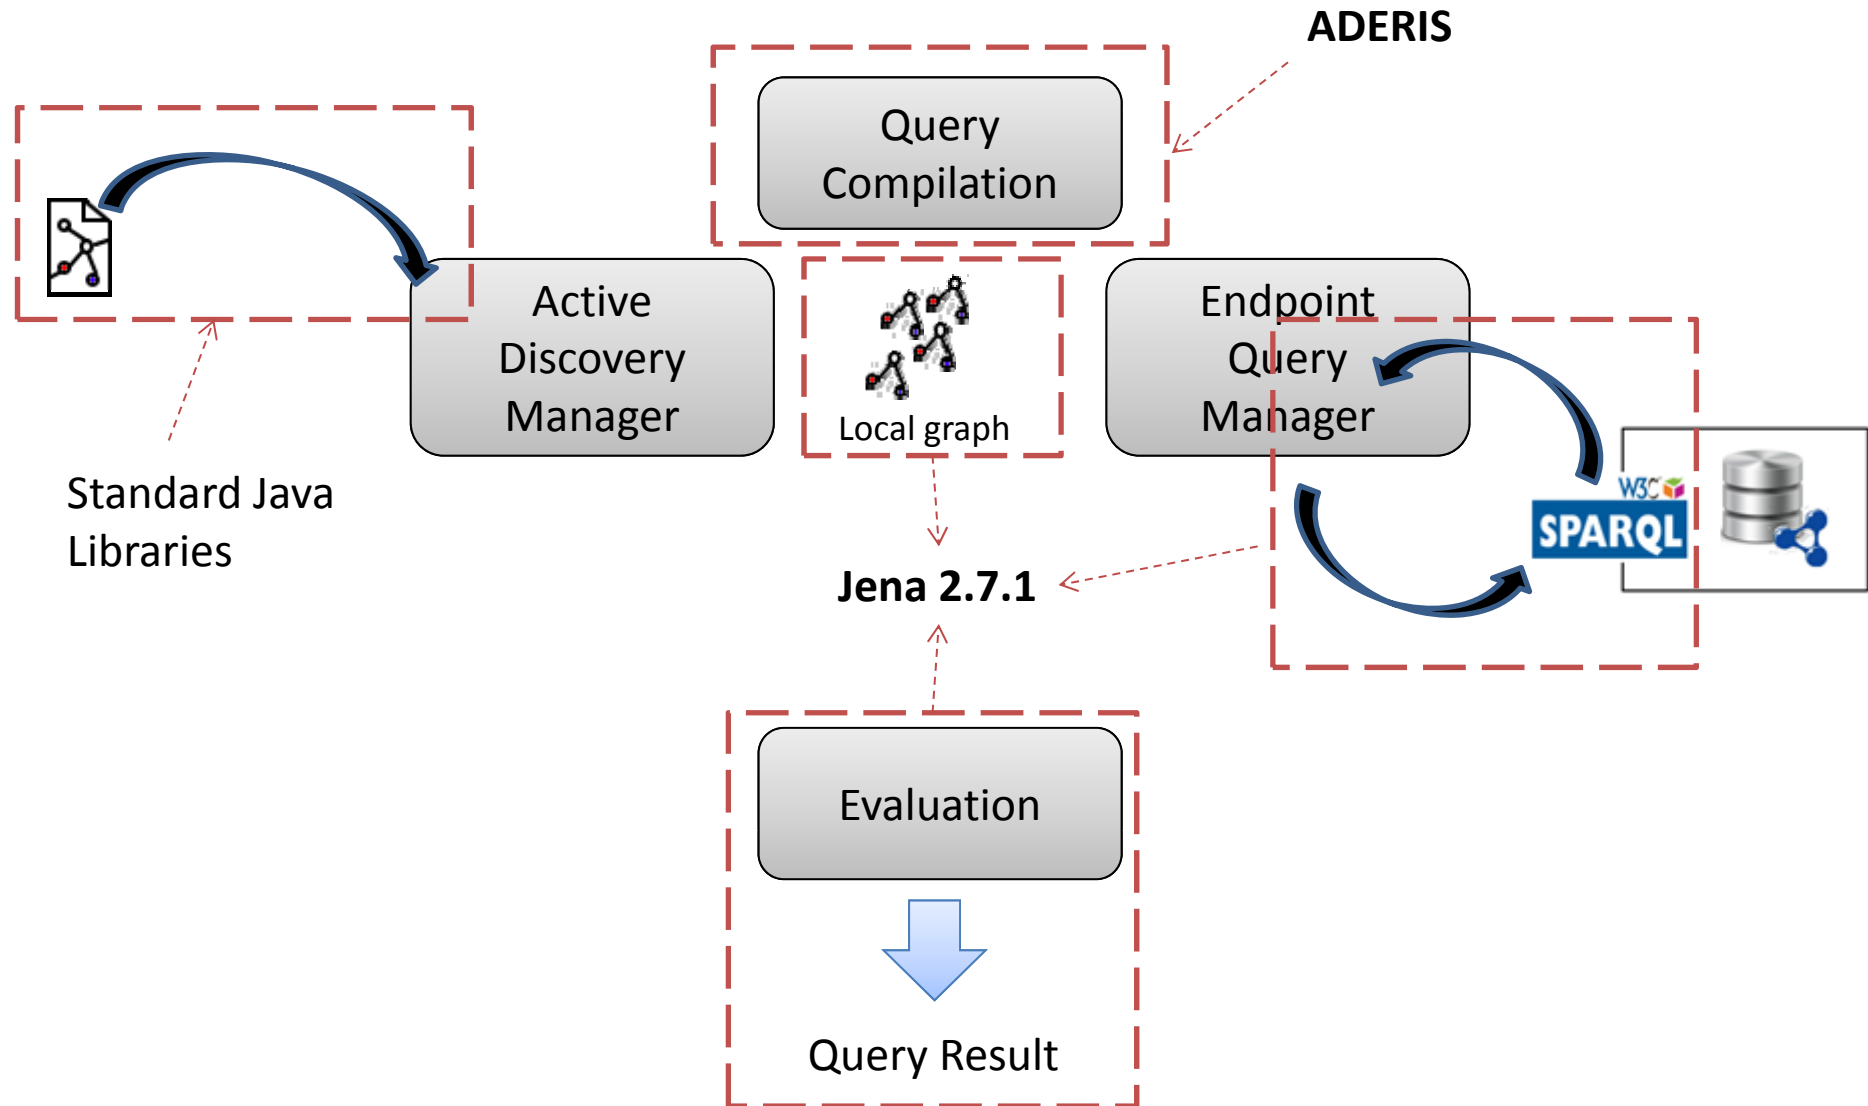 ADERIS
Query
Compilation
Active
Discovery
Manager
Local graph
Endpoint
Query
Manager
Standard Java
Libraries
W3C
SPARQL
Jena 2.7.1
Evaluation
Query Result